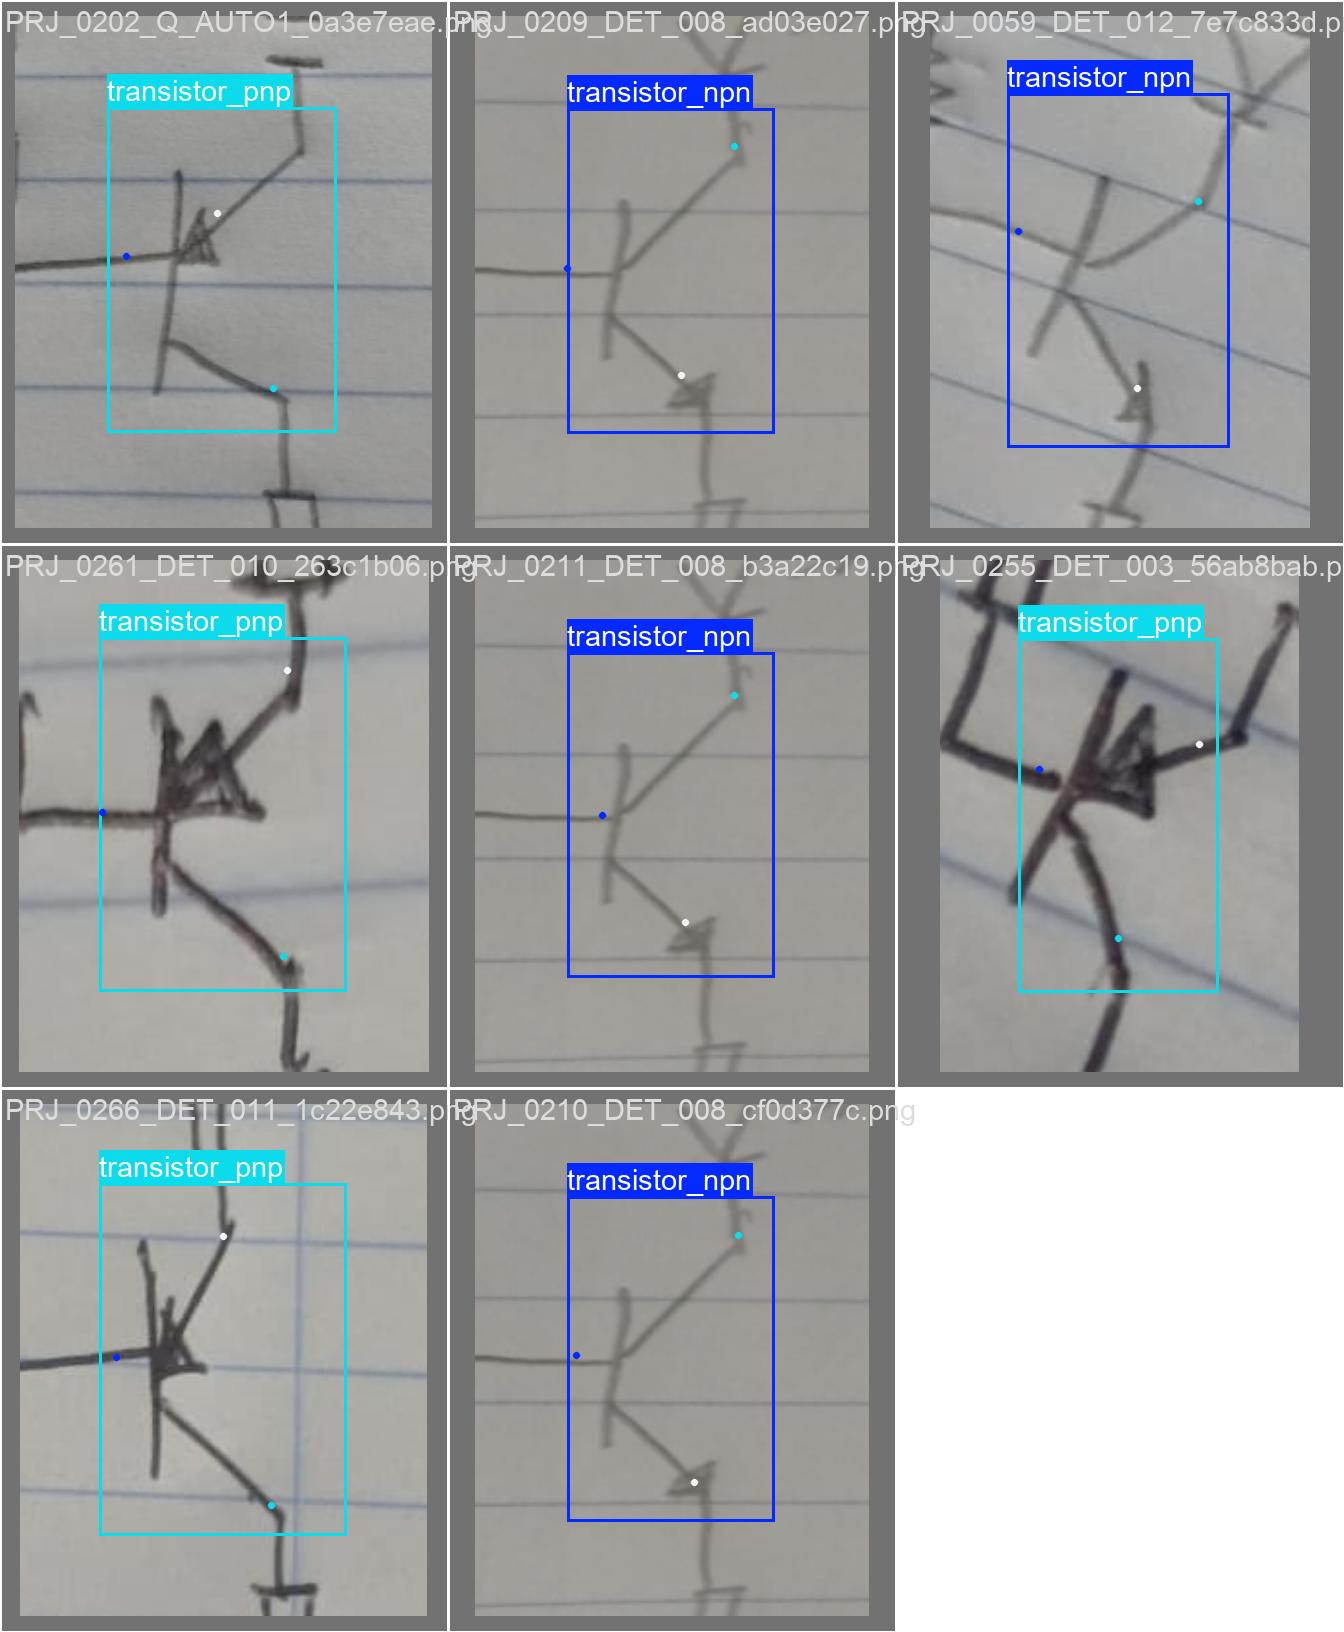 PRJ_0202_Q_AUTO1_0a3e7eae.png
PRJ_0209_DET_008_ad03e027.png
PRJ_0059_DET_012_7e7c833d.p
transistor_pnp
transistor_npn
transistor_npn
PRJ_0261_DET_010_263c1b06.png
PRJ_0211_DET_008_b3a22c19.png
PRJ_0255_DET_003_56ab8bab.p
transistor_pnp
transistor_npn
transistor_pnp
PRJ_0266_DET_011_1c22e843.png
PRJ_0210_DET_008_cf0d377c.png
transistor_pnp
transistor_npn